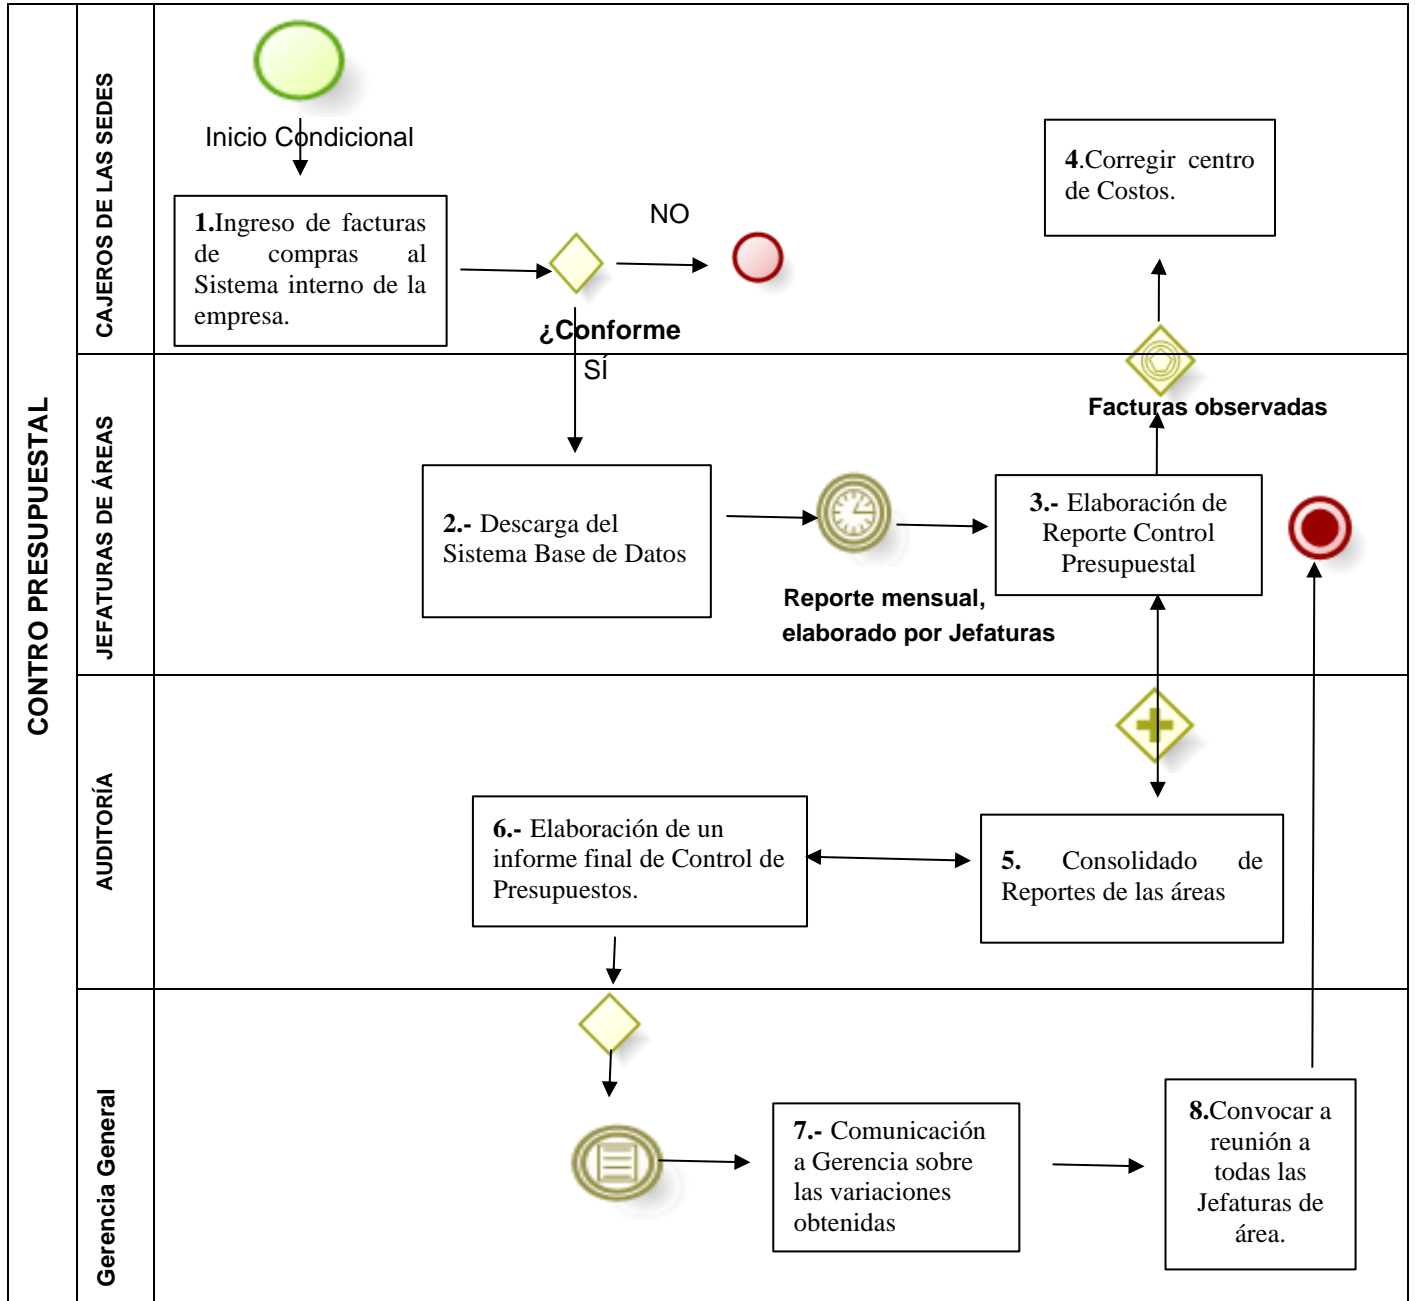 CONTRO PRESUPUESTAL
CAJEROS DE LAS SEDES
Inicio Condicional
1.Ingreso de facturas
de compras al
Sistema interno de la
empresa.
NO
¿Conforme
SÍ
4.Corregir centro
de Costos.
JEFATURAS DE ÁREAS
Facturas observadas
2.- Descarga del
Sistema Base de Datos
Reporte mensual,
elaborado por Jefaturas
3.- Elaboración de
Reporte Control
Presupuestal
AUDITORÍA
6.- Elaboración de un
informe final de Control de
Presupuestos.
5. Consolidado de
Reportes de las áreas
Gerencia General
7.- Comunicación
a Gerencia sobre
las variaciones
obtenidas
8.Convocar a
reunión a
todas las
Jefaturas de
área.